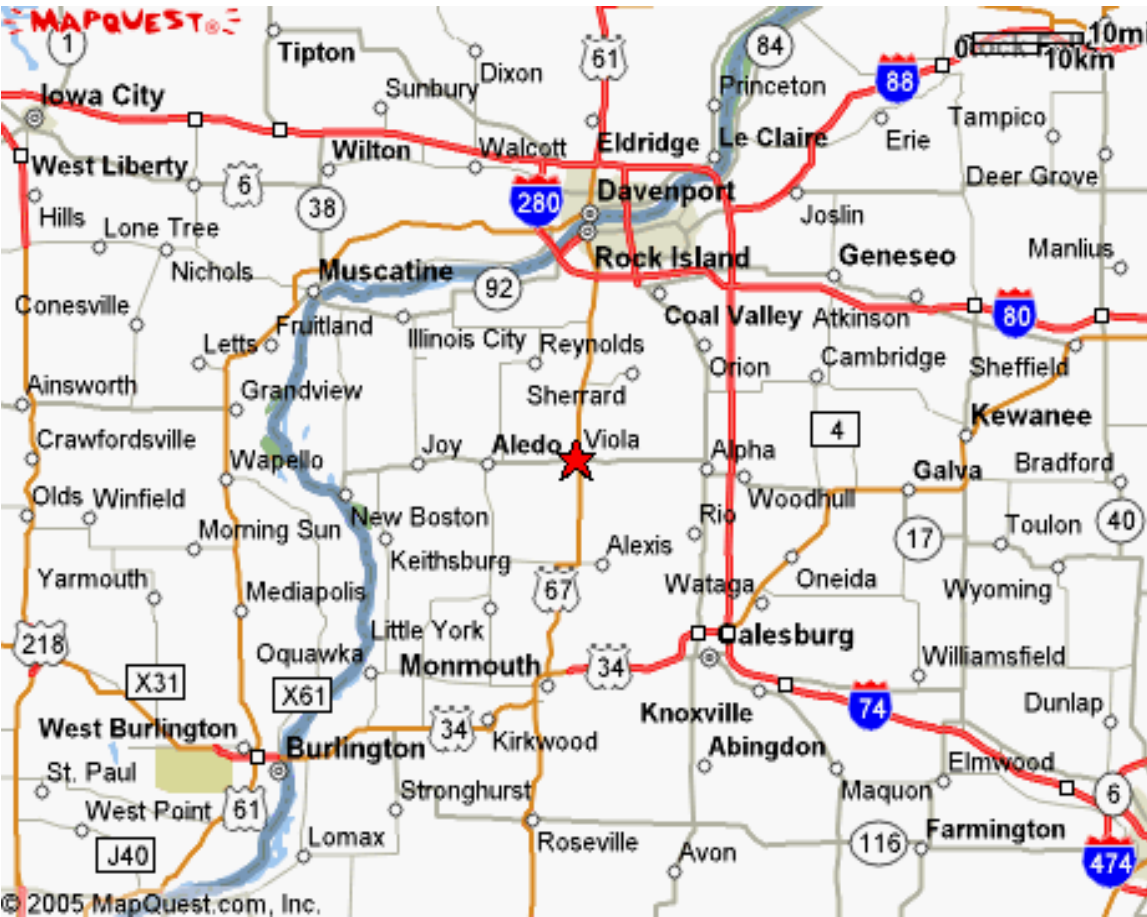 MAPQUEST®
1
Tipton
61
84
10mi
0
10km
Dixon
88
Princeton
Iowa City
Sunbury
Tampico
Eldridge
Le Claire
Erie
Wilton
Walcott
West Liberty
6
280
Davenport
Deer Grove
Hills
38
Joslin
Lone Tree
Manlius
Nichols
Muscatine
Rock Island
Geneseo
92
Conesville
Fruitland
Coal Valley
Atkinson
80
Illinois City
Letts
Reynolds
Orion
Cambridge
Sheffield
Ainsworth
Grandview
Sherrard
Kewanee
4
Crawfordsville
Joy
Aledo
Viola
Alpha
Wapello
Galva
Bradford
Olds
Winfield
Woodhull
New Boston
Rio
17
Toulon
40
Morning Sun
Keithsburg
Alexis
Yarmouth
67
Wataga
Oneida
Wyoming
Mediapolis
218
Little York
Galesburg
Oquawka
Monmouth
34
Williamsfield
X31
X61
74
Dunlap
West Burlington
Knoxville
34
Kirkwood
Burlington
Abingdon
Elmwood
St. Paul
Stronghurst
Maquon
6
West Point
61
Lomax
Roseville
116
Farmington
J40
Avon
474
© 2005 MapQuest.com, Inc.